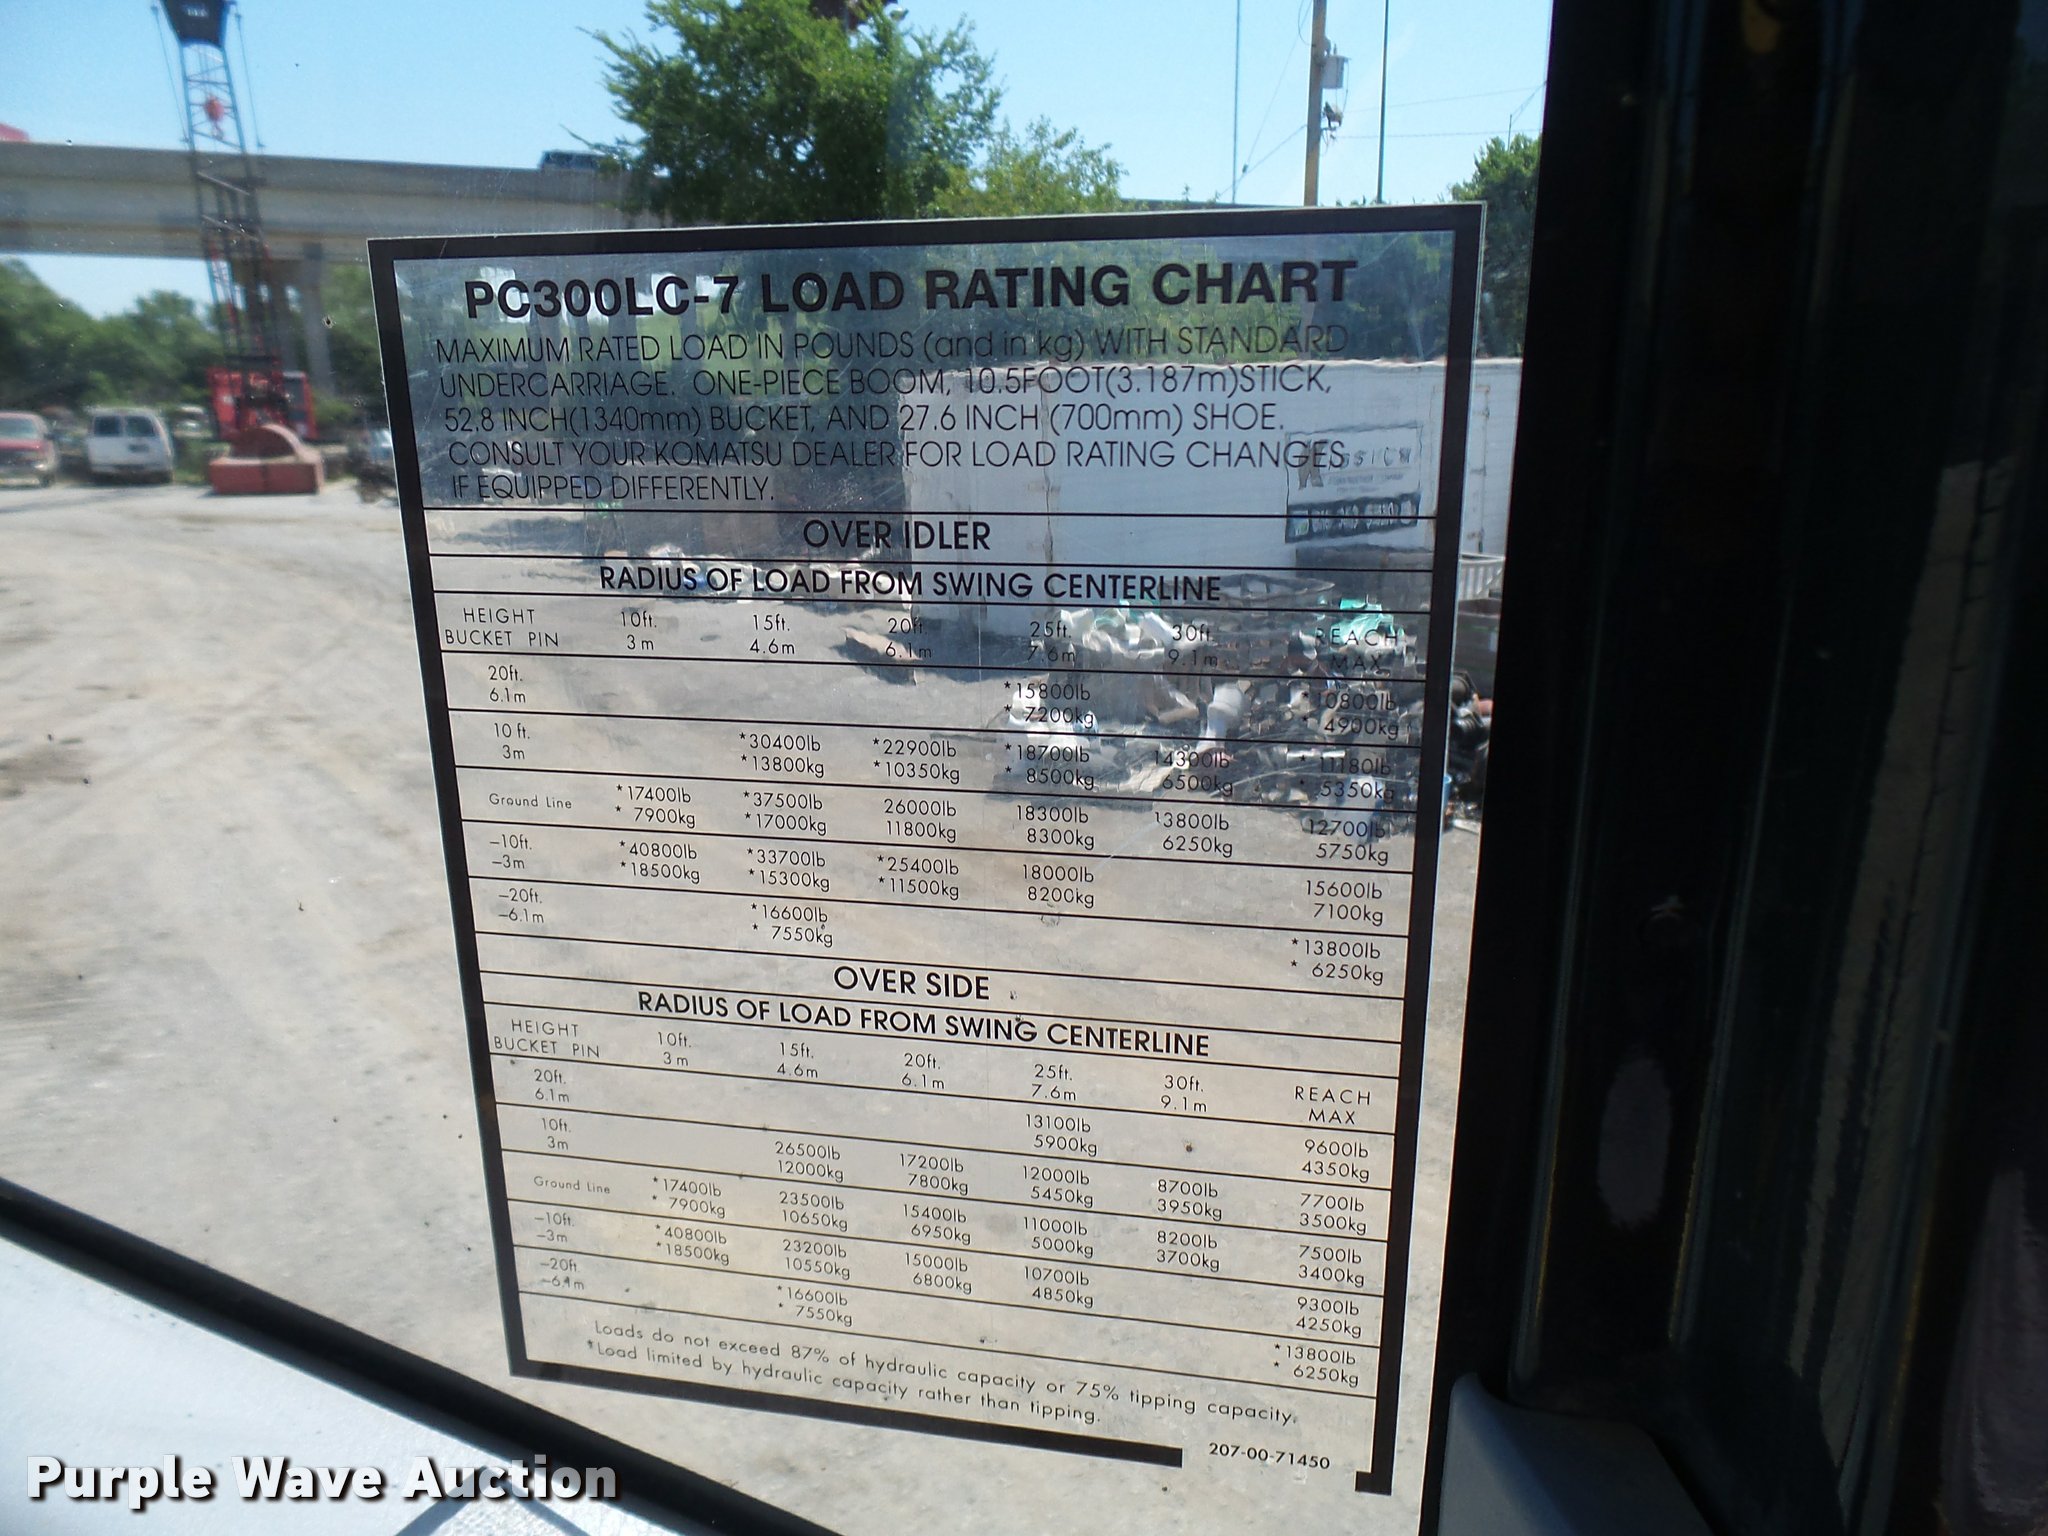 PC300LC-7 LOAD RATING CHART
MAXIMUM RATED LOAD IN POUNDS (and in kg) WITH STANDARD
UNDERCARRIAGE. ONE-PIECE BOOM, 10.5FOOT(3.187m)STICK,
52.8 INCH(1340mm) BUCKET, AND 27.6 INCH (700mm) SHOE.
CONSULT YOUR KOMATSU DEALER FOR LOAD RATING CHANGES
IF EQUIPPED DIFFERENTLY.
OVER IDLER
RADIUS OF LOAD FROM SWING CENTERLINE
HEIGHT 10ft. 15ft. 20ft. 25ft. 30ft. REACH
BUCKET PIN 3m 4.6m 6.1m 7.6m 9.1m MAX
20ft. *15800lb *10800lb
6.1m * 7200kg * 4900kg
10 ft. *30400lb *22900lb *18700lb 14300lb *11180lb
3m *13800kg *10350kg * 8500kg 6500kg * 5350kg
Ground Line *17400lb *37500lb 26000lb 18300lb 13800lb 12700lb
* 7900kg *17000kg 11800kg 8300kg 6250kg 5750kg
–10ft. *40800lb *33700lb *25400lb 18000lb 15600lb
–3m *18500kg *15300kg *11500kg 8200kg 7100kg
–20ft. *16600lb *13800lb
–6.1m * 7550kg * 6250kg
OVER SIDE
RADIUS OF LOAD FROM SWING CENTERLINE
HEIGHT 10ft. 15ft. 20ft. 25ft. 30ft. REACH
BUCKET PIN 3m 4.6m 6.1m 7.6m 9.1m MAX
20ft. 13100lb 9600lb
6.1m 5900kg 4350kg
10ft. 26500lb 17200lb 12000lb 8700lb 7700lb
3m 12000kg 7800kg 5450kg 3950kg 3500kg
Ground Line *17400lb 23500lb 15400lb 11000lb 8200lb 7500lb
* 7900kg 10650kg 6950kg 5000kg 3700kg 3400kg
–10ft. *40800lb 23200lb 15000lb 10700lb 9300lb
–3m *18500kg 10550kg 6800kg 4850kg 4250kg
–20ft. *16600lb *13800lb
–6.1m * 7550kg * 6250kg
Loads do not exceed 87% of hydraulic capacity or 75% tipping capacity.
*Load limited by hydraulic capacity rather than tipping.
207-00-71450
Purple Wave Auction